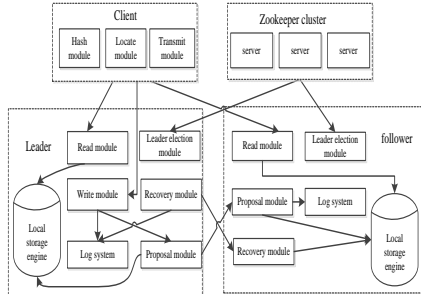 Client
Hash
module
Locate
module
Transmit
module
Zookeeper cluster
server
server
server
Leader
Read module
Leader election
module
Write module
Recovery module
Local
storage
engine
Log system
Proposal module
follower
Read module
Leader election
module
Proposal module
Log system
Recovery module
Local
storage
engine